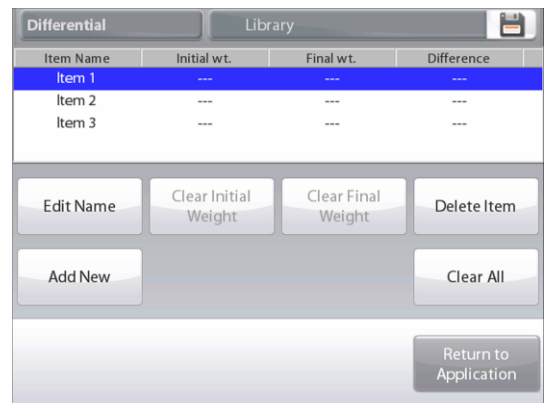 Differential Library
Item Name Initial wt. Final wt. Difference
Item 1 --- --- ---
Item 2 --- --- ---
Item 3 --- --- ---
Edit Name Clear Initial Weight Clear Final Weight Delete Item
Add New Clear All
Return to
Application